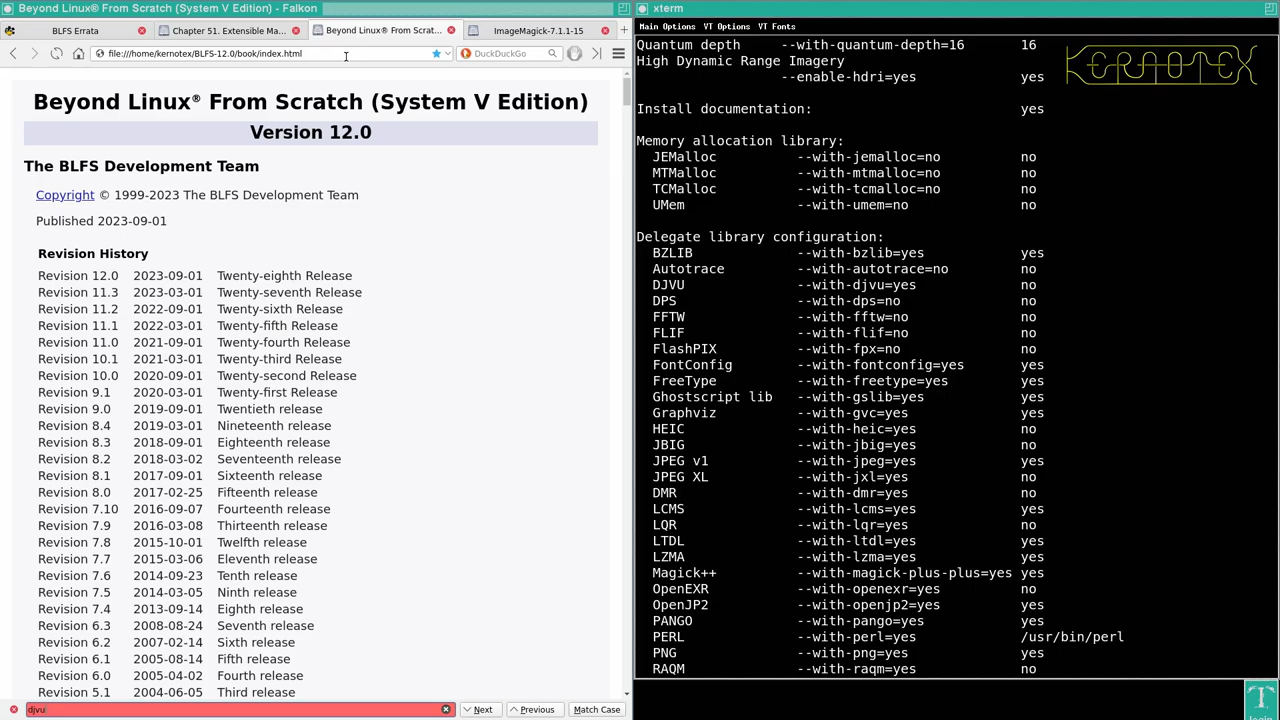 Beyond Linux® From Scratch (System V Edition) - Falkon
BLFS Errata
Chapter 51. Extensible Ma...
Beyond Linux® From Scrat...
ImageMagick-7.1.1-15
file:///home/kernotex/BLFS-12.0/book/index.html
DuckDuckGo
Beyond Linux® From Scratch (System V Edition)
Version 12.0
The BLFS Development Team
Copyright © 1999-2023 The BLFS Development Team
Published 2023-09-01
Revision History
Revision 12.0 2023-09-01 Twenty-eighth Release
Revision 11.3 2023-03-01 Twenty-seventh Release
Revision 11.2 2022-09-01 Twenty-sixth Release
Revision 11.1 2022-03-01 Twenty-fifth Release
Revision 11.0 2021-09-01 Twenty-fourth Release
Revision 10.1 2021-03-01 Twenty-third Release
Revision 10.0 2020-09-01 Twenty-second Release
Revision 9.1 2020-03-01 Twenty-first Release
Revision 9.0 2019-09-01 Twentieth release
Revision 8.4 2019-03-01 Nineteenth release
Revision 8.3 2018-09-01 Eighteenth release
Revision 8.2 2018-03-02 Seventeenth release
Revision 8.1 2017-09-01 Sixteenth release
Revision 8.0 2017-02-25 Fifteenth release
Revision 7.10 2016-09-07 Fourteenth release
Revision 7.9 2016-03-08 Thirteenth release
Revision 7.8 2015-10-01 Twelfth release
Revision 7.7 2015-03-06 Eleventh release
Revision 7.6 2014-09-23 Tenth release
Revision 7.5 2014-03-05 Ninth release
Revision 7.4 2013-09-14 Eighth release
Revision 6.3 2008-08-24 Seventh release
Revision 6.2 2007-02-14 Sixth release
Revision 6.1 2005-08-14 Fifth release
Revision 6.0 2005-04-02 Fourth release
Revision 5.1 2004-06-05 Third release
djvu
Next
Previous
Match Case
xterm
Main Options VT Options VT Fonts
KERNOTEX
Quantum depth --with-quantum-depth=16 16
High Dynamic Range Imagery
--enable-hdri=yes yes
Install documentation: yes
Memory allocation library:
JEMalloc --with-jemalloc=no no
MTMalloc --with-mtmalloc=no no
TCMalloc --with-tcmalloc=no no
UMem --with-umem=no no
Delegate library configuration:
BZLIB --with-bzlib=yes yes
Autotrace --with-autotrace=no no
DJVU --with-djvu=yes no
DPS --with-dps=no no
FFTW --with-fftw=no no
FLIF --with-flif=no no
FlashPIX --with-fpx=no no
FontConfig --with-fontconfig=yes yes
FreeType --with-freetype=yes yes
Ghostscript lib --with-gslib=yes yes
Graphviz --with-gvc=yes yes
HEIC --with-heic=yes no
JBIG --with-jbig=yes no
JPEG v1 --with-jpeg=yes yes
JPEG XL --with-jxl=yes no
DMR --with-dmr=yes no
LCMS --with-lcms=yes yes
LQR --with-lqr=yes no
LTDL --with-ltdl=yes yes
LZMA --with-lzma=yes yes
Magick++ --with-magick-plus-plus=yes yes
OpenEXR --with-openexr=yes no
OpenJP2 --with-openjp2=yes yes
PANGO --with-pango=yes yes
PERL --with-perl=yes /usr/bin/perl
PNG --with-png=yes yes
RAQM --with-raqm=yes no